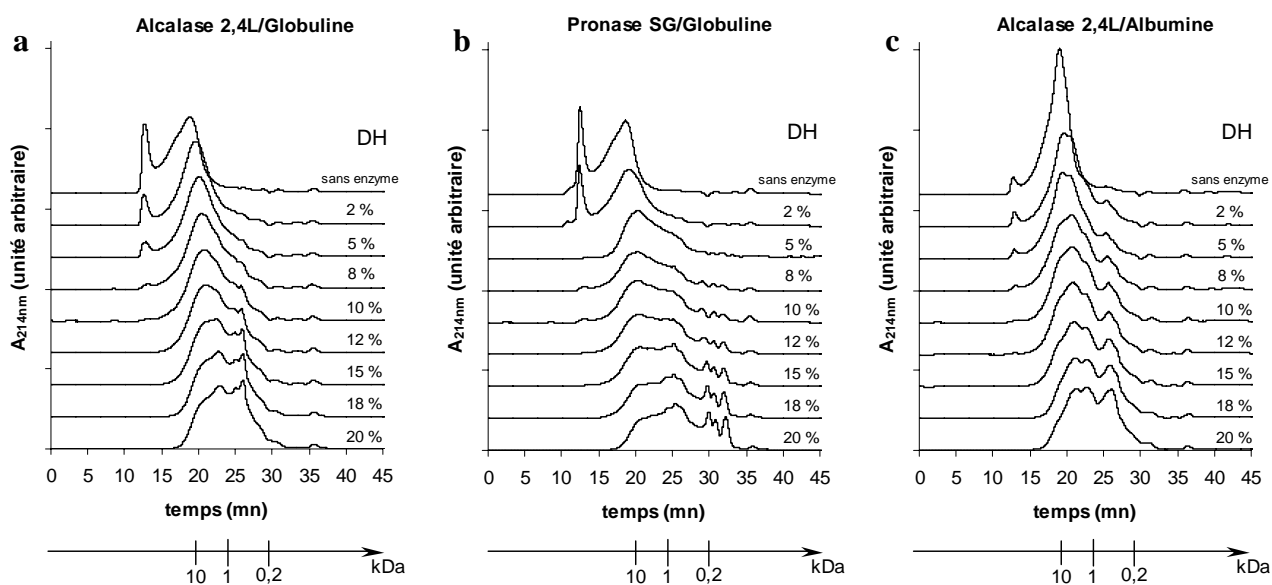 a
Alcalase 2,4L/Globuline
A214nm (unité arbitraire)
DH
sans enzyme
2 %
5 %
8 %
10 %
12 %
15 %
18 %
20 %
0 5 10 15 20 25 30 35 40 45
temps (mn)
10 1 0,2 kDa
b
Pronase SG/Globuline
A214nm (unité arbitraire)
DH
sans enzyme
2 %
5 %
8 %
10 %
12 %
15 %
18 %
20 %
0 5 10 15 20 25 30 35 40 45
temps (mn)
10 1 0,2 kDa
c
Alcalase 2,4L/Albumine
A214nm (unité arbitraire)
DH
sans enzyme
2 %
5 %
8 %
10 %
12 %
15 %
18 %
20 %
0 5 10 15 20 25 30 35 40 45
temps (mn)
10 1 0,2 kDa